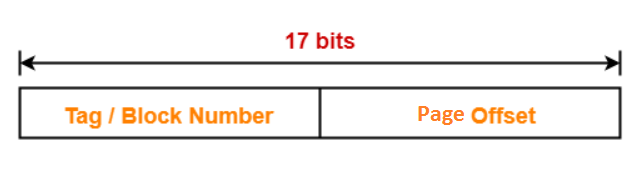 17 bits
Tag / Block Number
Page Offset